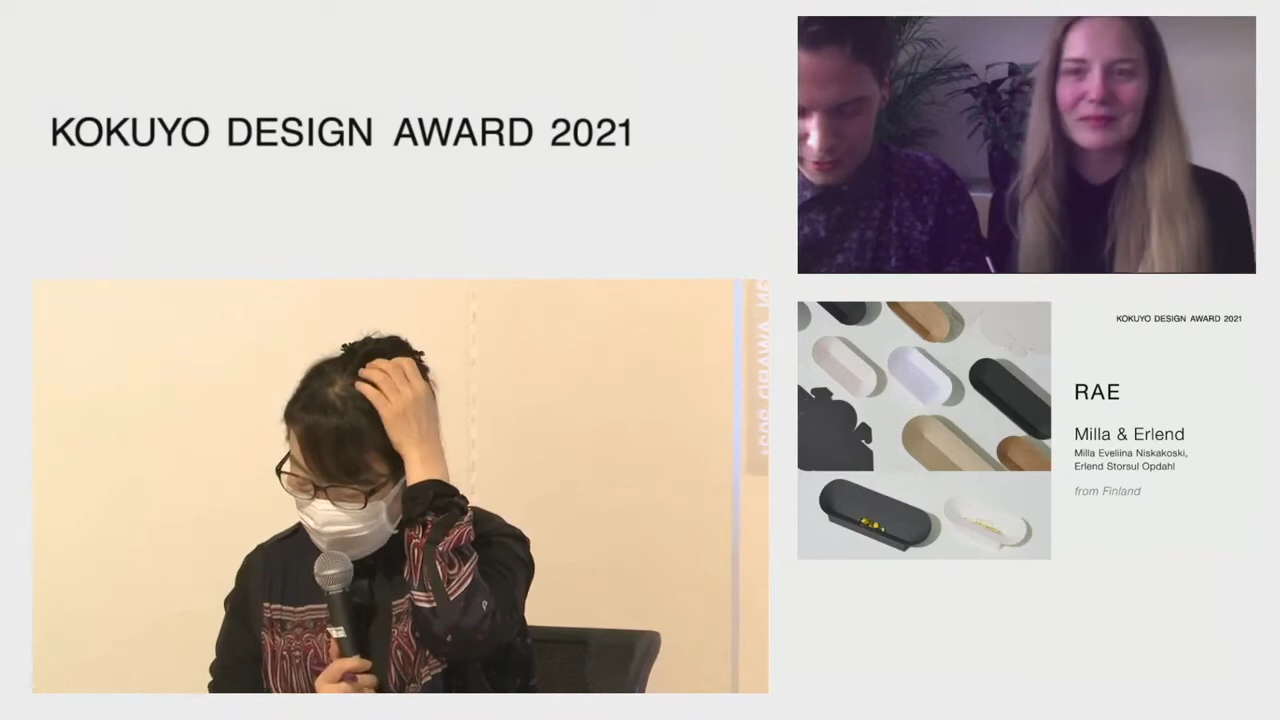 KOKUYO DESIGN AWARD 2021
KOKUYO DESIGN AWARD 2021
RAE
Milla & Erlend
Milla Eveliina Niskakoski,
Erlend Storsul Opdahl
from Finland